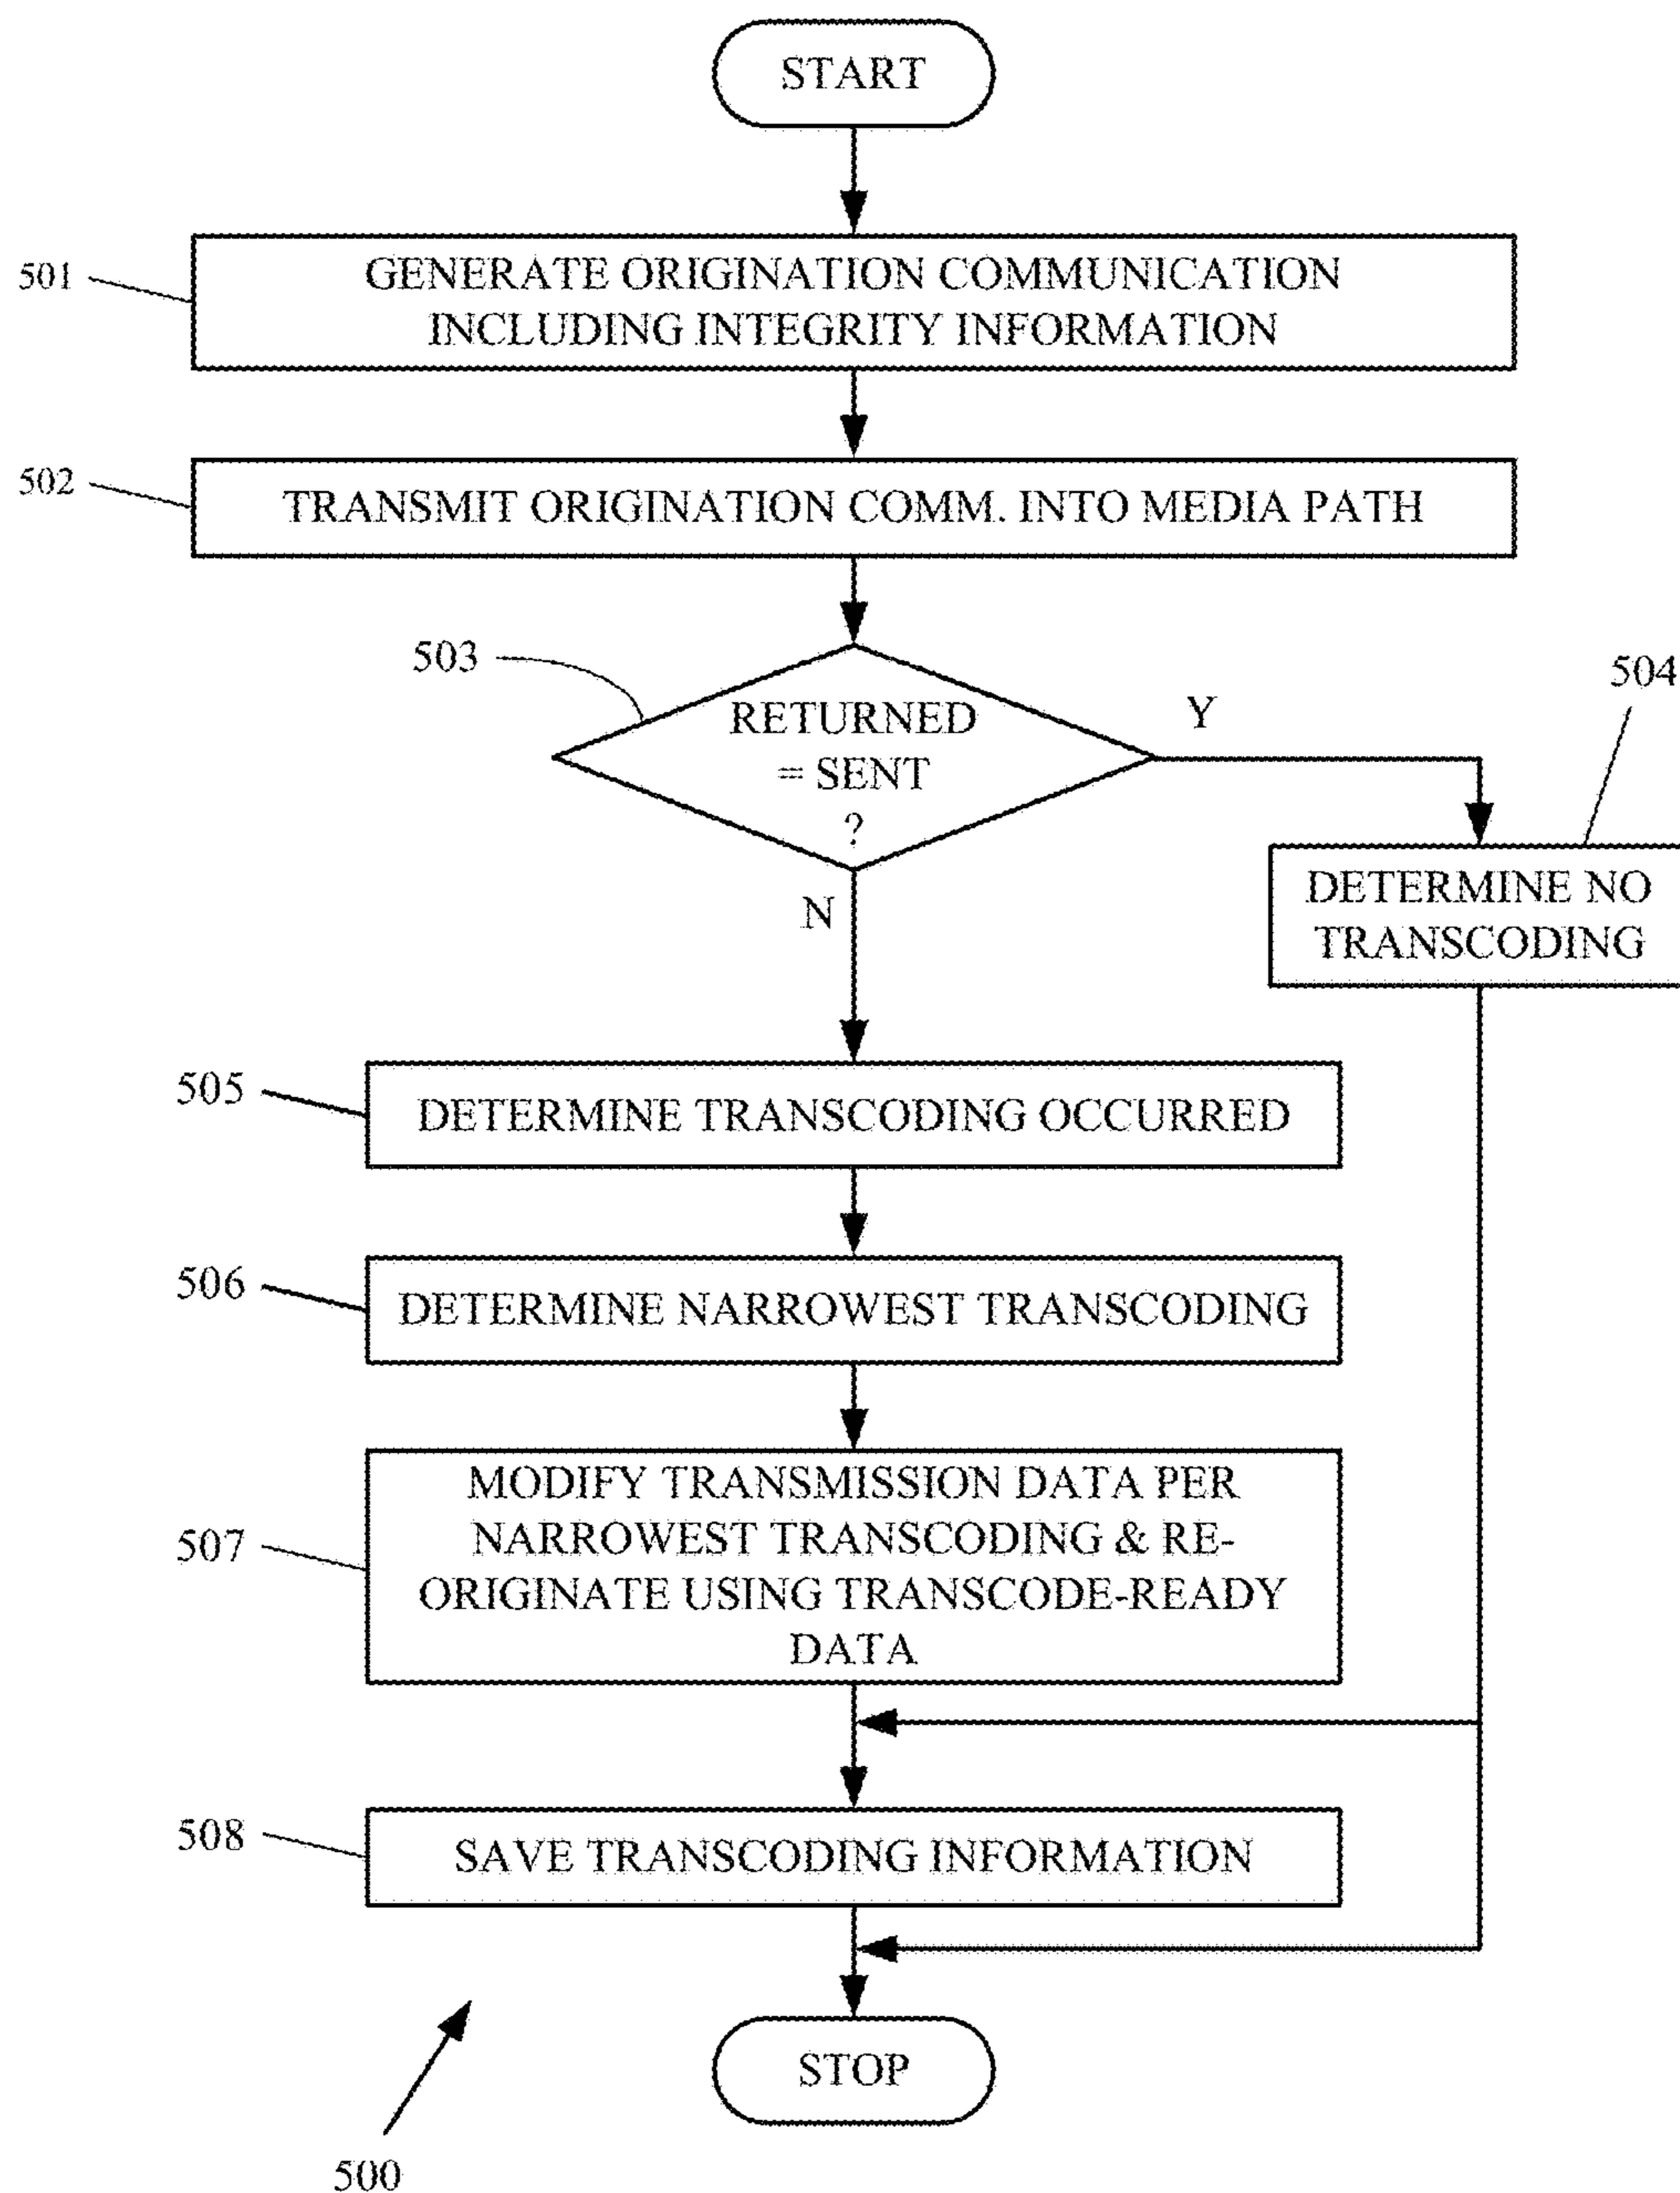 START
501
GENERATE ORIGINATION COMMUNICATION
INCLUDING INTEGRITY INFORMATION
502
TRANSMIT ORIGINATION COMM. INTO MEDIA PATH
503
RETURNED
= SENT
?
Y
N
504
DETERMINE NO
TRANSCODING
505
DETERMINE TRANSCODING OCCURRED
506
DETERMINE NARROWEST TRANSCODING
507
MODIFY TRANSMISSION DATA PER
NARROWEST TRANSCODING & RE-
ORIGINATE USING TRANSCODE-READY
DATA
508
SAVE TRANSCODING INFORMATION
STOP
500